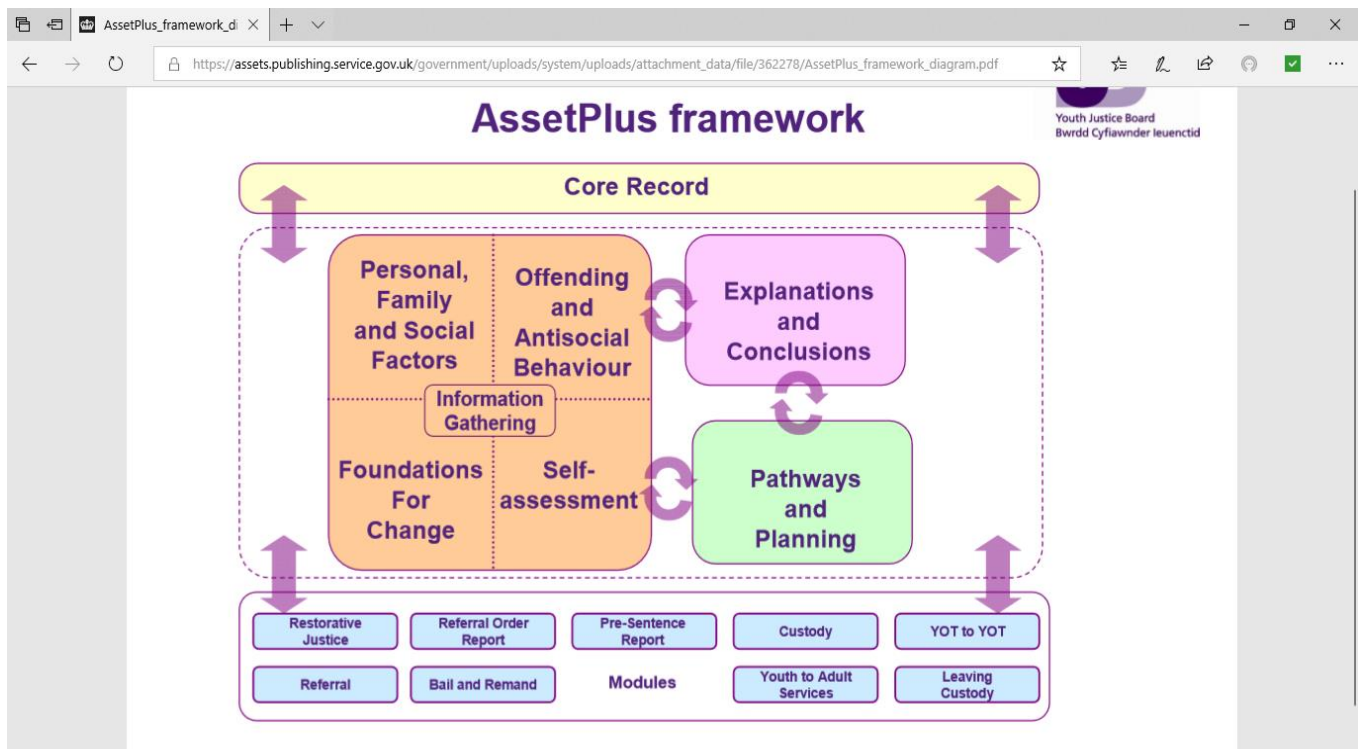 AssetPlus_framework_di
https://assets.publishing.service.gov.uk/government/uploads/system/uploads/attachment_data/file/362278/AssetPlus_framework_diagram.pdf
AssetPlus framework
Youth Justice Board
Bwrdd Cyfiawnder Ieuenctid
Core Record
Personal,
Family
and Social
Factors
Offending
and
Antisocial
Behaviour
Explanations
and
Conclusions
Information
Gathering
Foundations
For
Change
Self-
assessment
Pathways
and
Planning
Restorative
Justice
Referral Order
Report
Pre-Sentence
Report
Custody
YOT to YOT
Referral
Bail and Remand
Modules
Youth to Adult
Services
Leaving
Custody